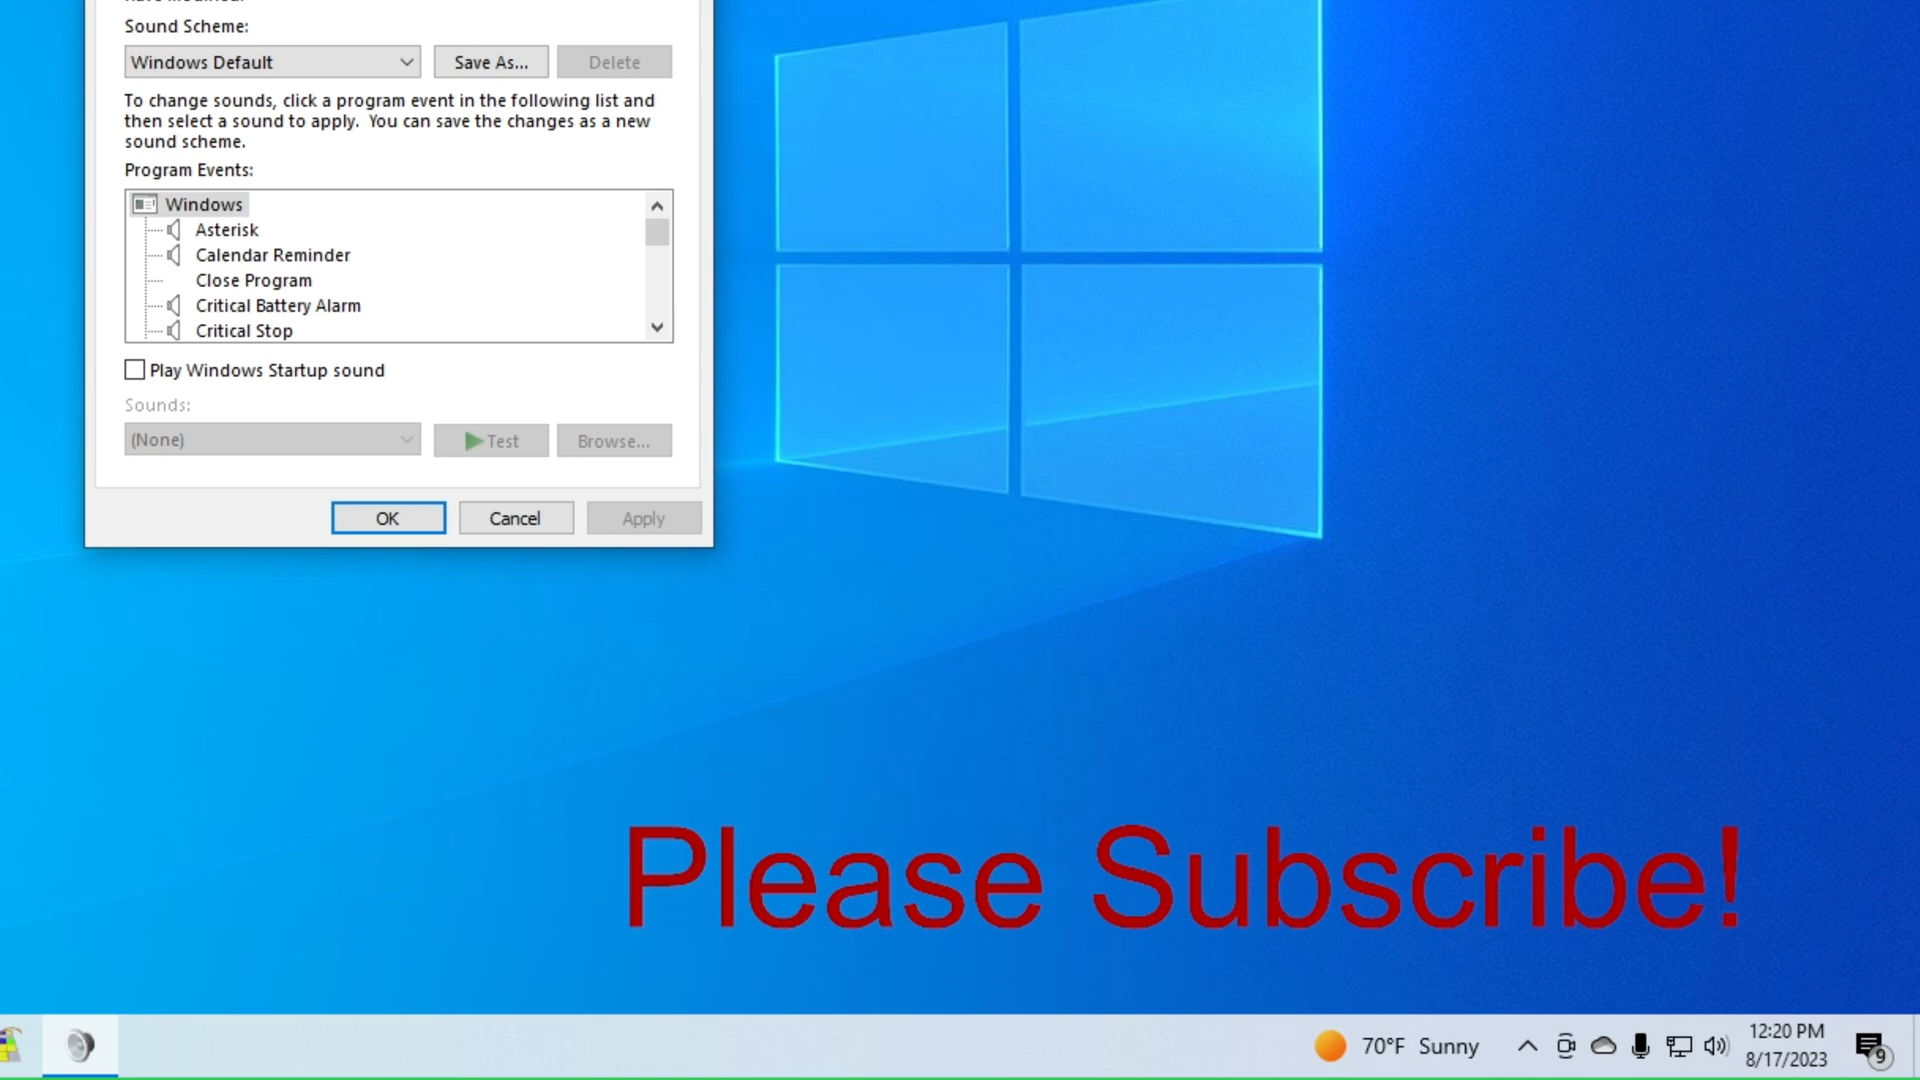 Sound Scheme:
Windows Default
Save As...
Delete
To change sounds, click a program event in the following list and
then select a sound to apply.  You can save the changes as a new
sound scheme.
Program Events:
Windows
Asterisk
Calendar Reminder
Close Program
Critical Battery Alarm
Critical Stop
Play Windows Startup sound
Sounds:
(None)
Test
Browse...
OK
Cancel
Apply
Please Subscribe!
70°F Sunny
12:20 PM
8/17/2023
9